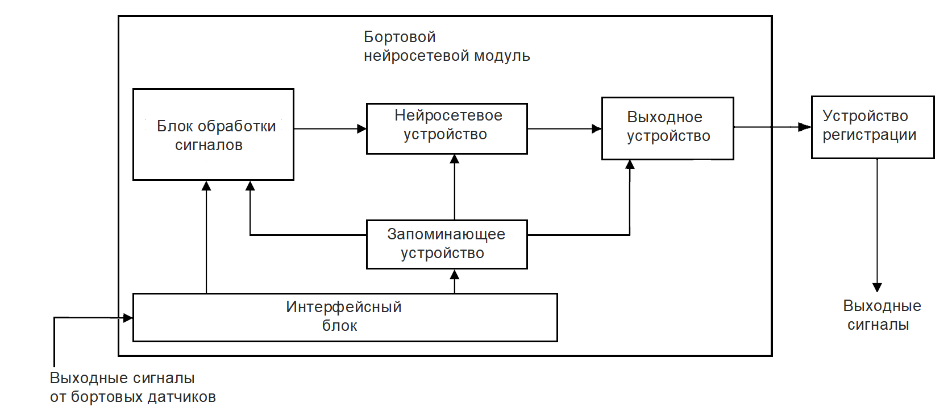 Бортовой
нейросетевой модуль
Блок обработки
сигналов
Нейросетевое
устройство
Выходное
устройство
Устройство
регистрации
Запоминающее
устройство
Интерфейсный
блок
Выходные
сигналы
Выходные сигналы
от бортовых датчиков